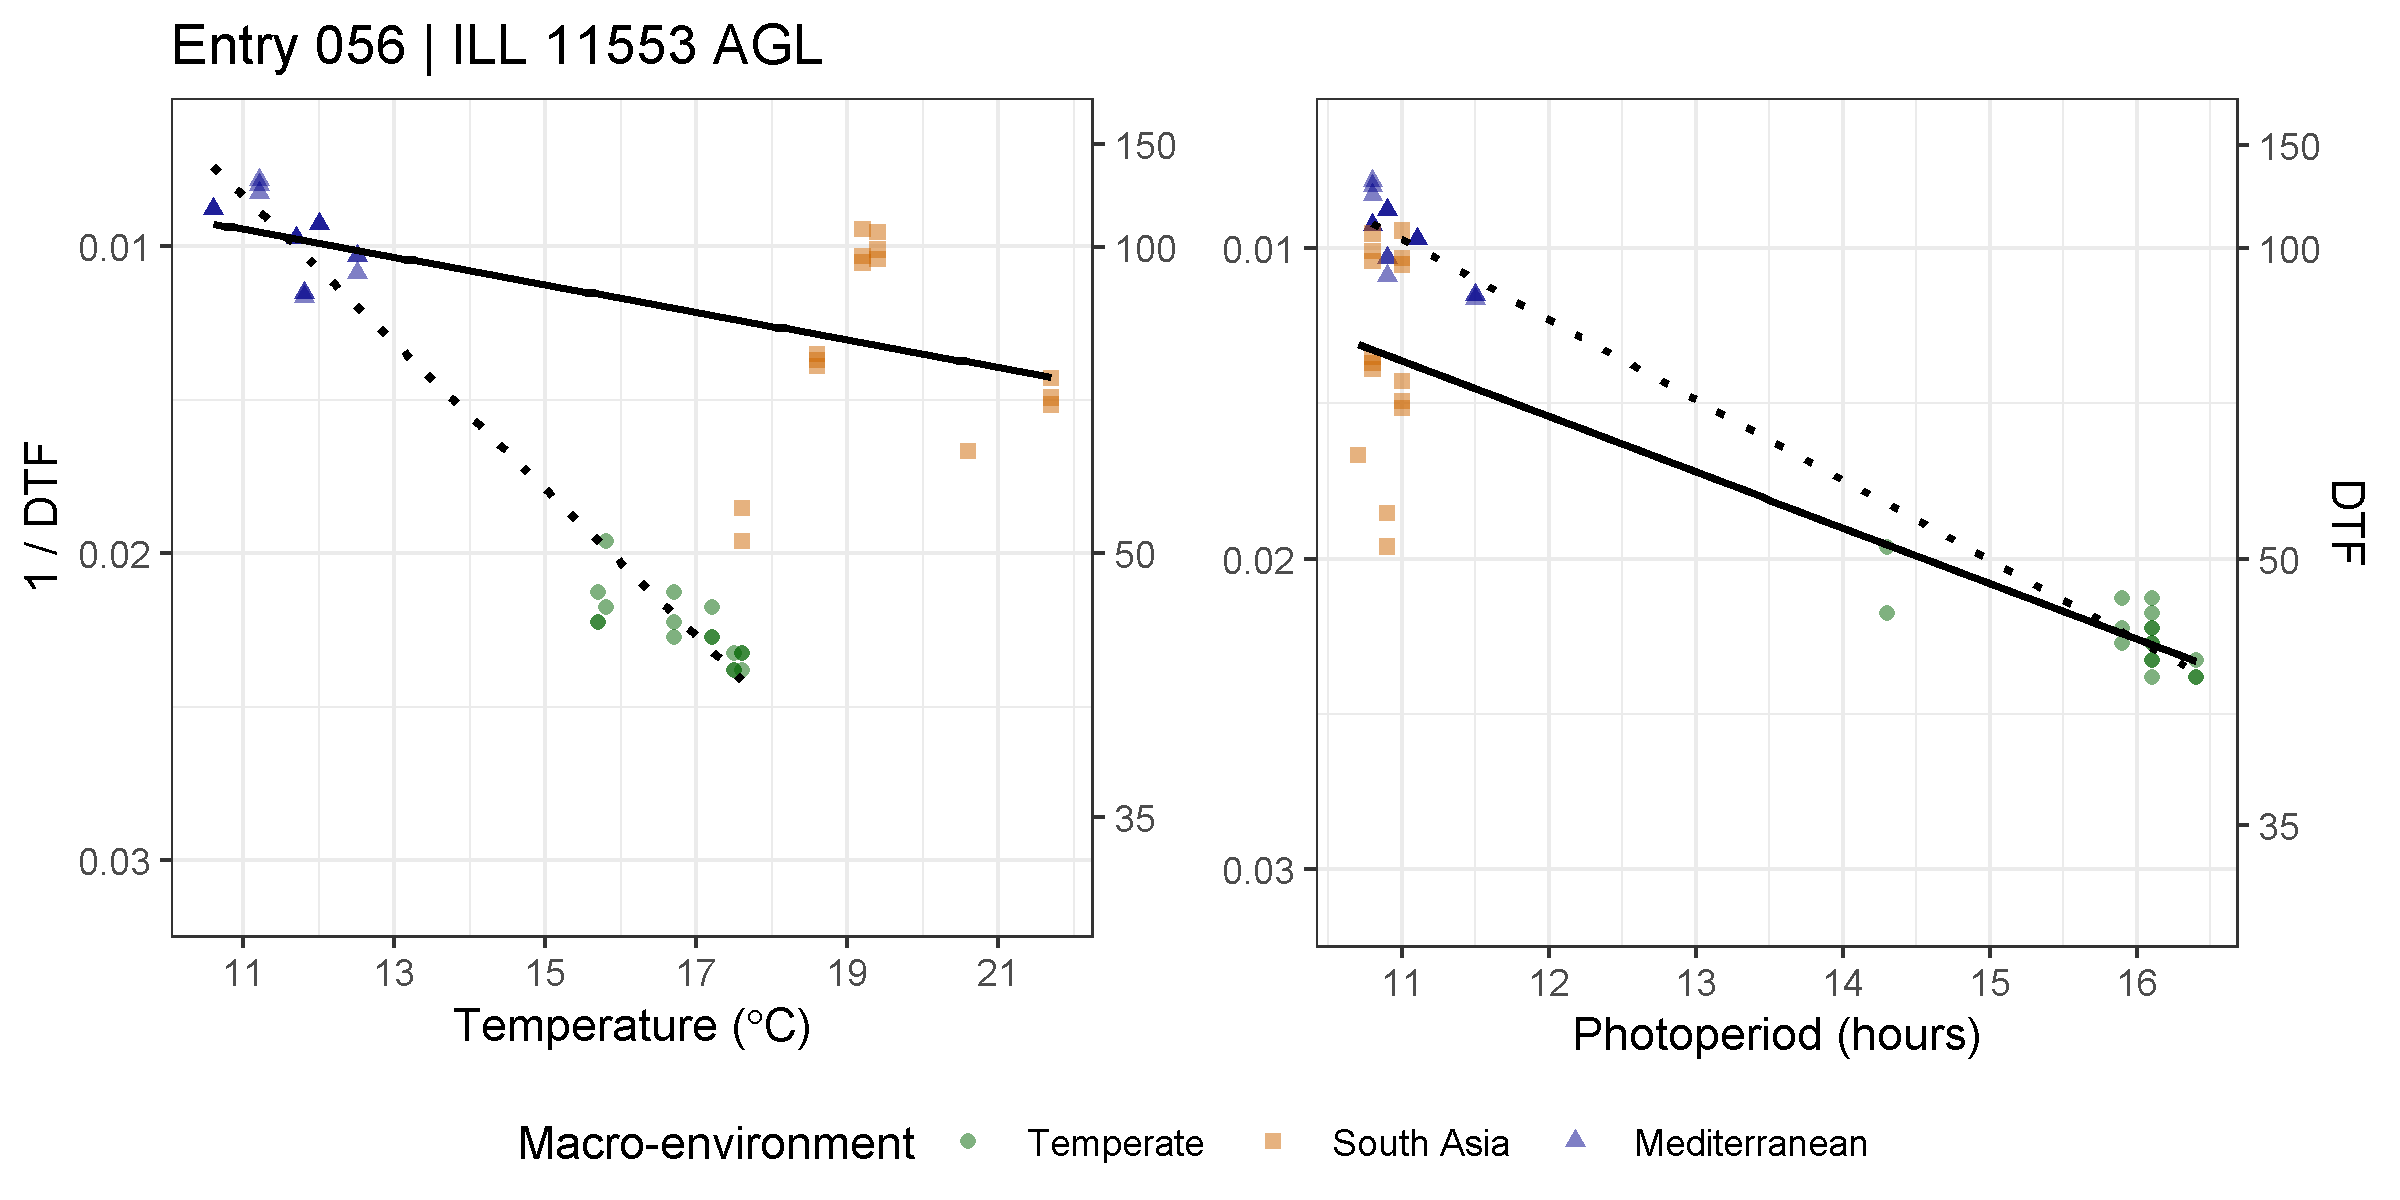 Entry 056 | ILL 11553 AGL
1 / DTF
0.01
0.02
0.03
150
100
50
35
11 13 15 17 19 21
Temperature (°C)
0.01
0.02
0.03
150
100
50
35
DTF
11 12 13 14 15 16
Photoperiod (hours)
Macro-environment Temperate South Asia Mediterranean